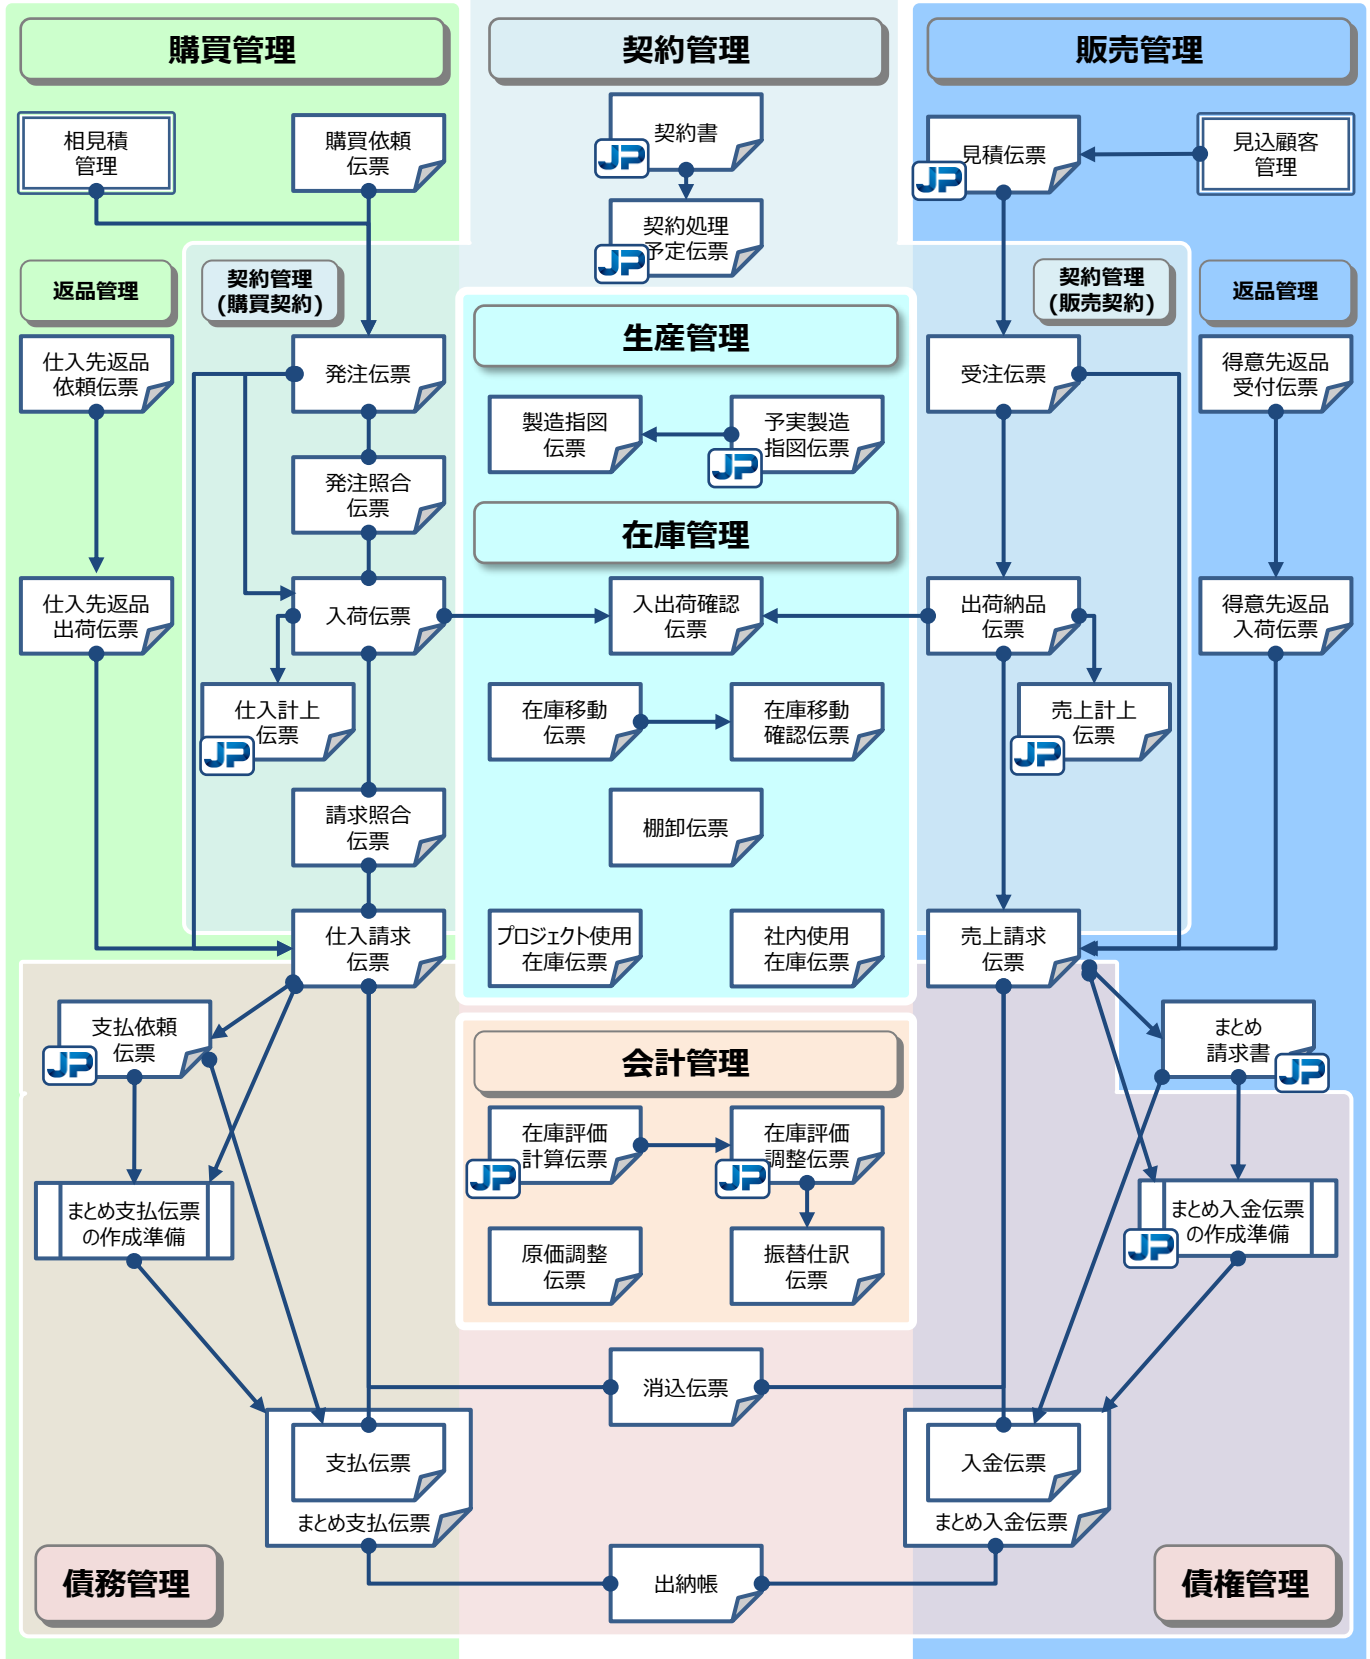 購買管理
契約管理
販売管理
相見積
管理
購買依頼
伝票
契約書
JP
見積伝票
JP
見込顧客
管理
契約処理
予定伝票
JP
返品管理
契約管理
(購買契約)
契約管理
(販売契約)
返品管理
生産管理
仕入先返品
依頼伝票
発注伝票
受注伝票
得意先返品
受付伝票
製造指図
伝票
予実製造
指図伝票
JP
発注照合
伝票
在庫管理
仕入先返品
出荷伝票
入荷伝票
入出荷確認
伝票
出荷納品
伝票
得意先返品
入荷伝票
仕入計上
伝票
JP
在庫移動
伝票
在庫移動
確認伝票
売上計上
伝票
JP
請求照合
伝票
棚卸伝票
仕入請求
伝票
プロジェクト使用
在庫伝票
社内使用
在庫伝票
売上請求
伝票
支払依頼
伝票
JP
会計管理
まとめ
請求書
JP
在庫評価
計算伝票
JP
在庫評価
調整伝票
JP
まとめ支払伝票
の作成準備
まとめ入金伝票
の作成準備
JP
原価調整
伝票
振替仕訳
伝票
消込伝票
支払伝票
まとめ支払伝票
入金伝票
まとめ入金伝票
債務管理
出納帳
債権管理